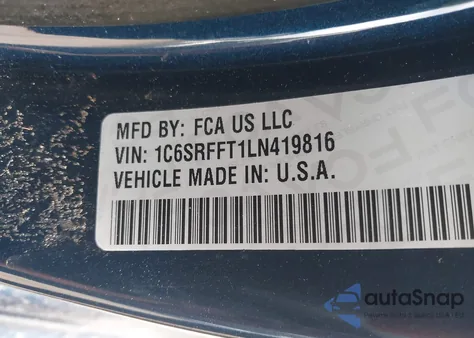 MFD BY: FCA US LLC
VIN: 1C6SRFFT1LN419816
VEHICLE MADE IN: U.S.A.
autoSnap